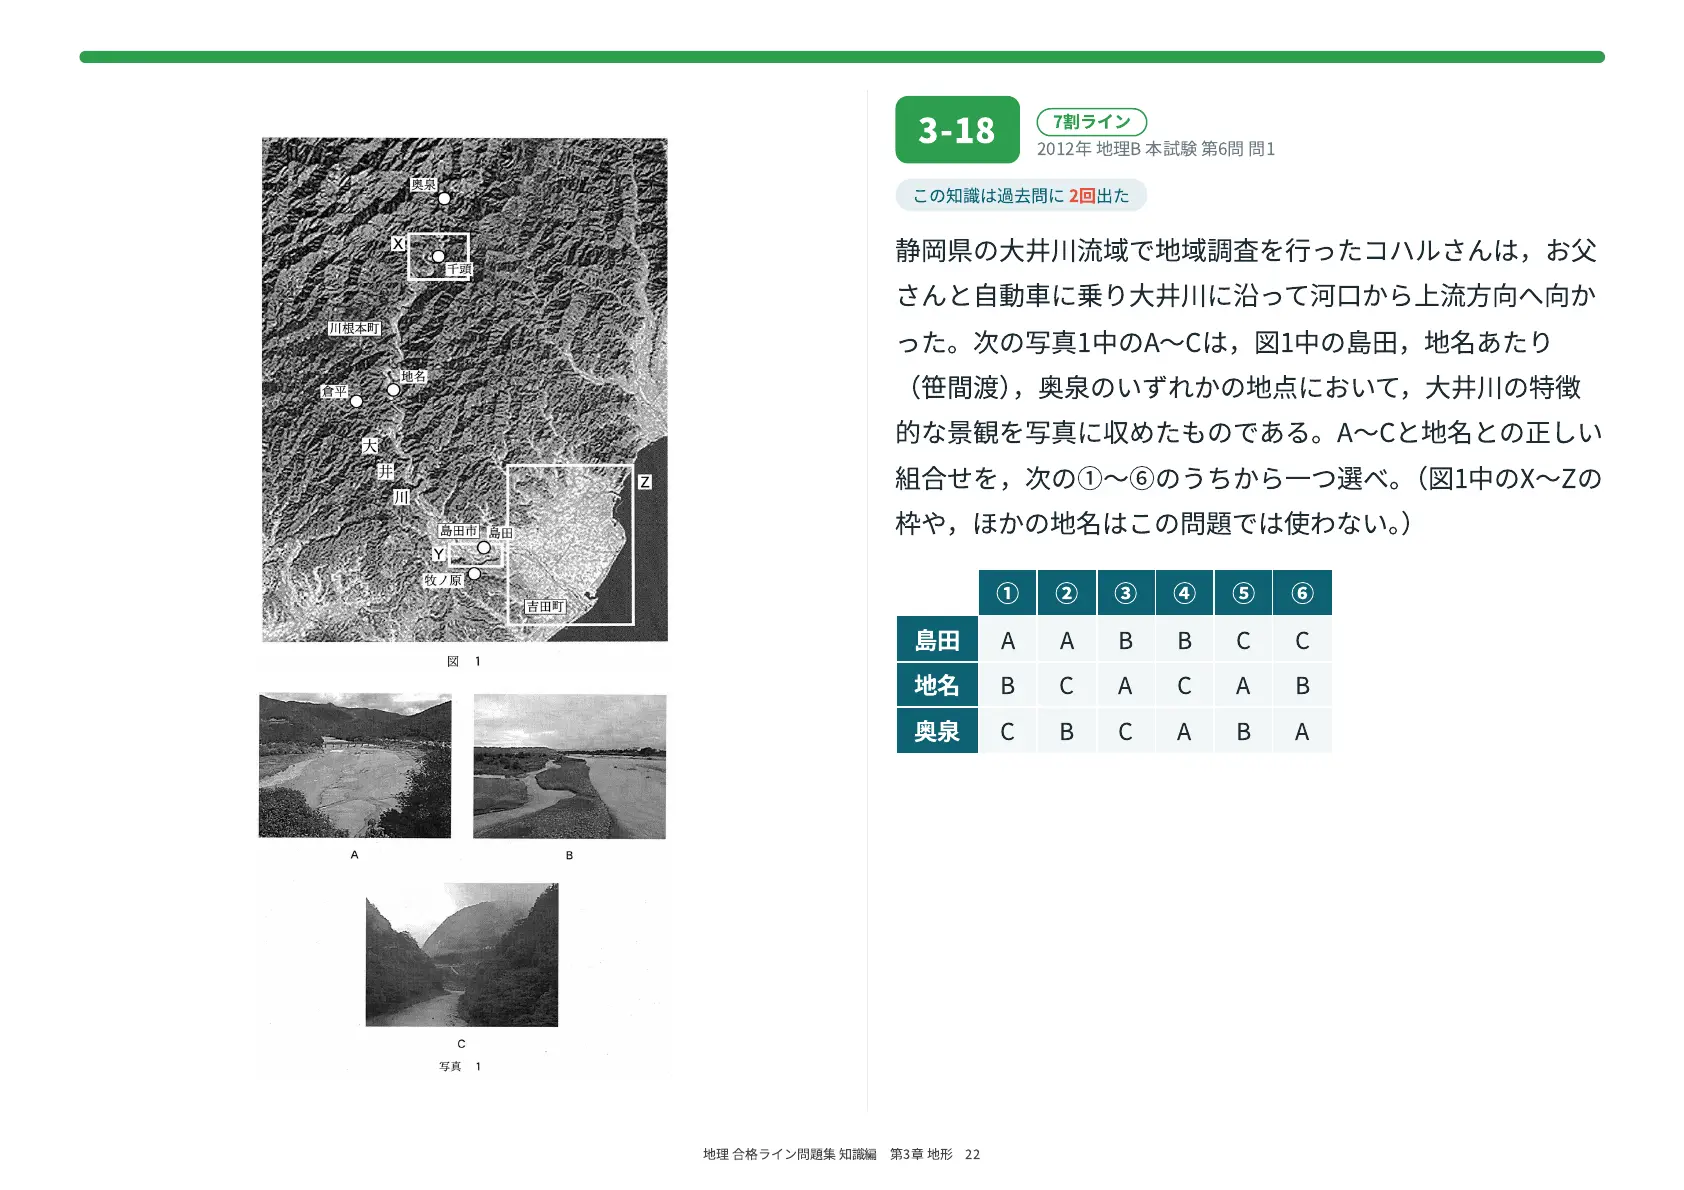 奥泉
X
千頭
川根本町
地名
倉平
大
井
川
Z
島田市
島田
Y
牧ノ原
吉田町
図 1
A
B
C
写真 1
3-18
7割ライン
2012年 地理B 本試験 第6問 問1
この知識は過去問に 2回出た
静岡県の大井川流域で地域調査を行ったコハルさんは，お父
さんと自動車に乗り大井川に沿って河口から上流方向へ向か
った。次の写真1中のA～Cは，図1中の島田，地名あたり
（笹間渡），奥泉のいずれかの地点において，大井川の特徴
的な景観を写真に収めたものである。A～Cと地名との正しい
組合せを，次の①～⑥のうちから一つ選べ。（図1中のX～Zの
枠や，ほかの地名はこの問題では使わない。）
① ② ③ ④ ⑤ ⑥
島田 A A B B C C
地名 B C A C A B
奥泉 C B C A B A
地理 合格ライン問題集 知識編 第3章 地形 22